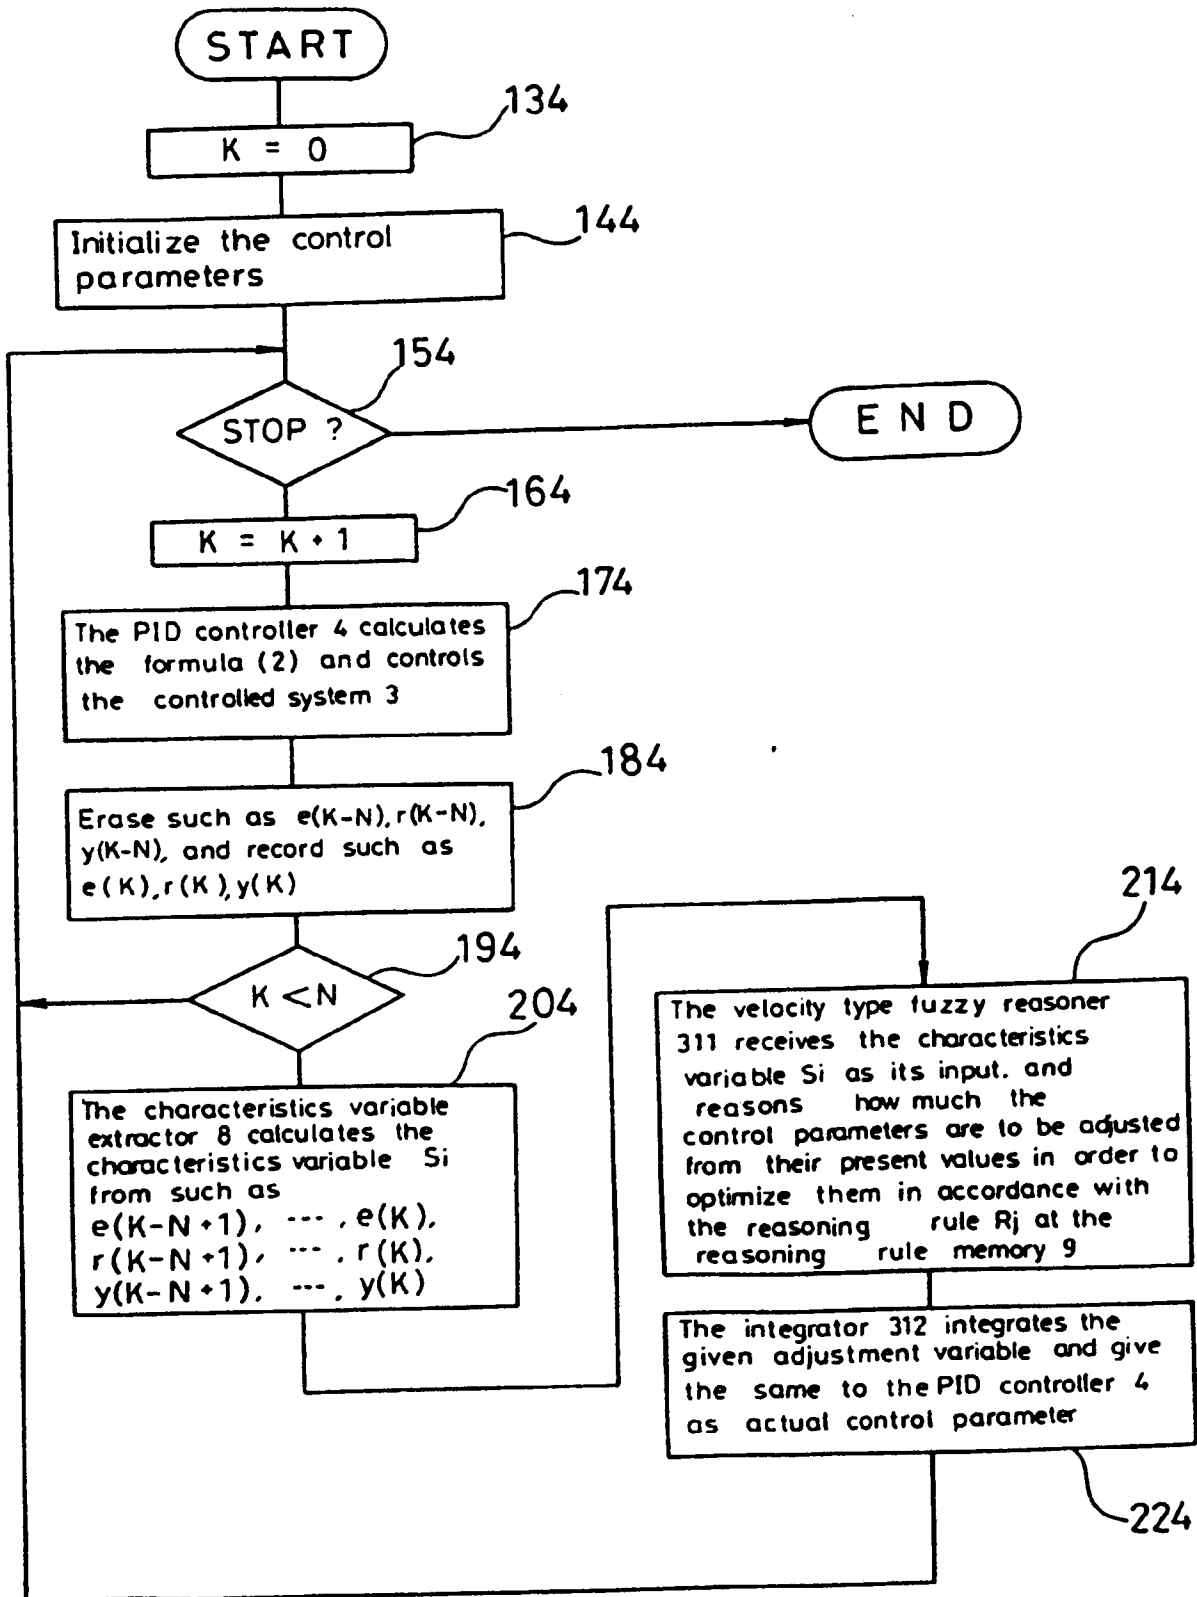 START
134
K = 0
144
Initialize the control
parameters
154
STOP ?
END
164
K = K + 1
174
The PID controller 4 calculates
the formula (2) and controls
the controlled system 3
184
Erase such as e(K-N), r(K-N),
y(K-N), and record such as
e(K), r(K), y(K)
194
K < N
204
The characteristics variable
extractor 8 calculates the
characteristics variable Si
from such as
e(K-N+1), ---, e(K),
r(K-N+1), ---, r(K),
y(K-N+1), ---, y(K)
214
The velocity type fuzzy reasoner
311 receives the characteristics
variable Si as its input. and
reasons how much the
control parameters are to be adjusted
from their present values in order to
optimize them in accordance with
the reasoning rule Rj at the
reasoning rule memory 9
The integrator 312 integrates the
given adjustment variable and give
the same to the PID controller 4
as actual control parameter
224